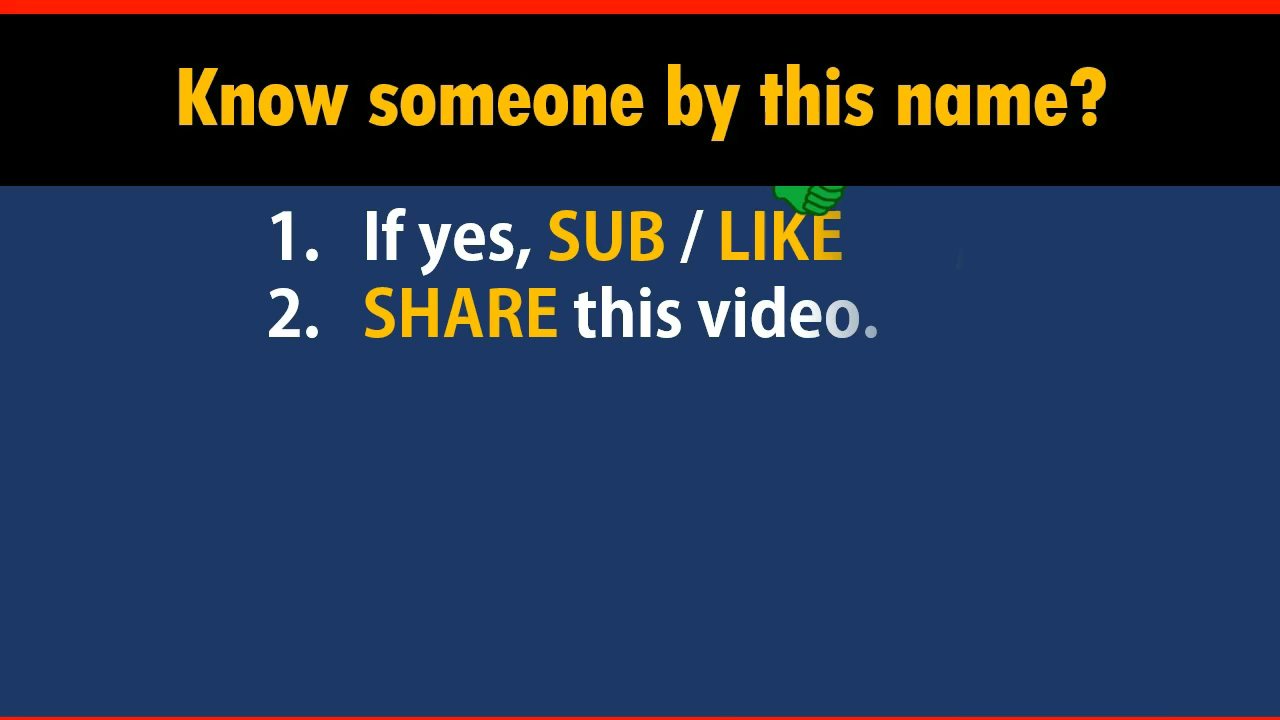 Know someone by this name?
1. If yes, SUB / LIKE
2. SHARE this video.